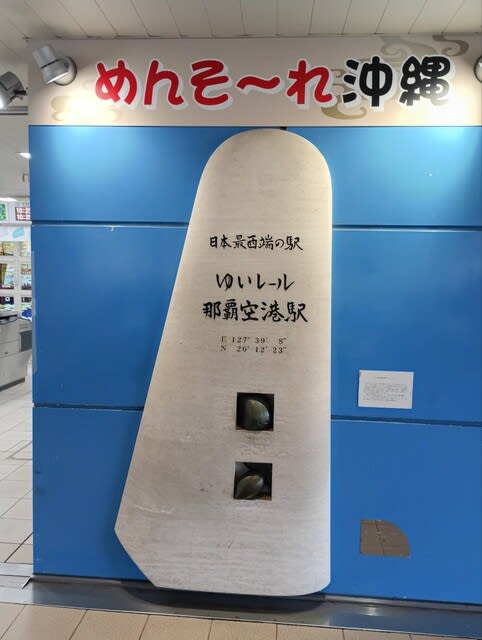 めんそ〜れ沖縄
日本最西端の駅
ゆいレール
那覇空港駅
E 127° 39′ 8″
N 26° 12′ 23″